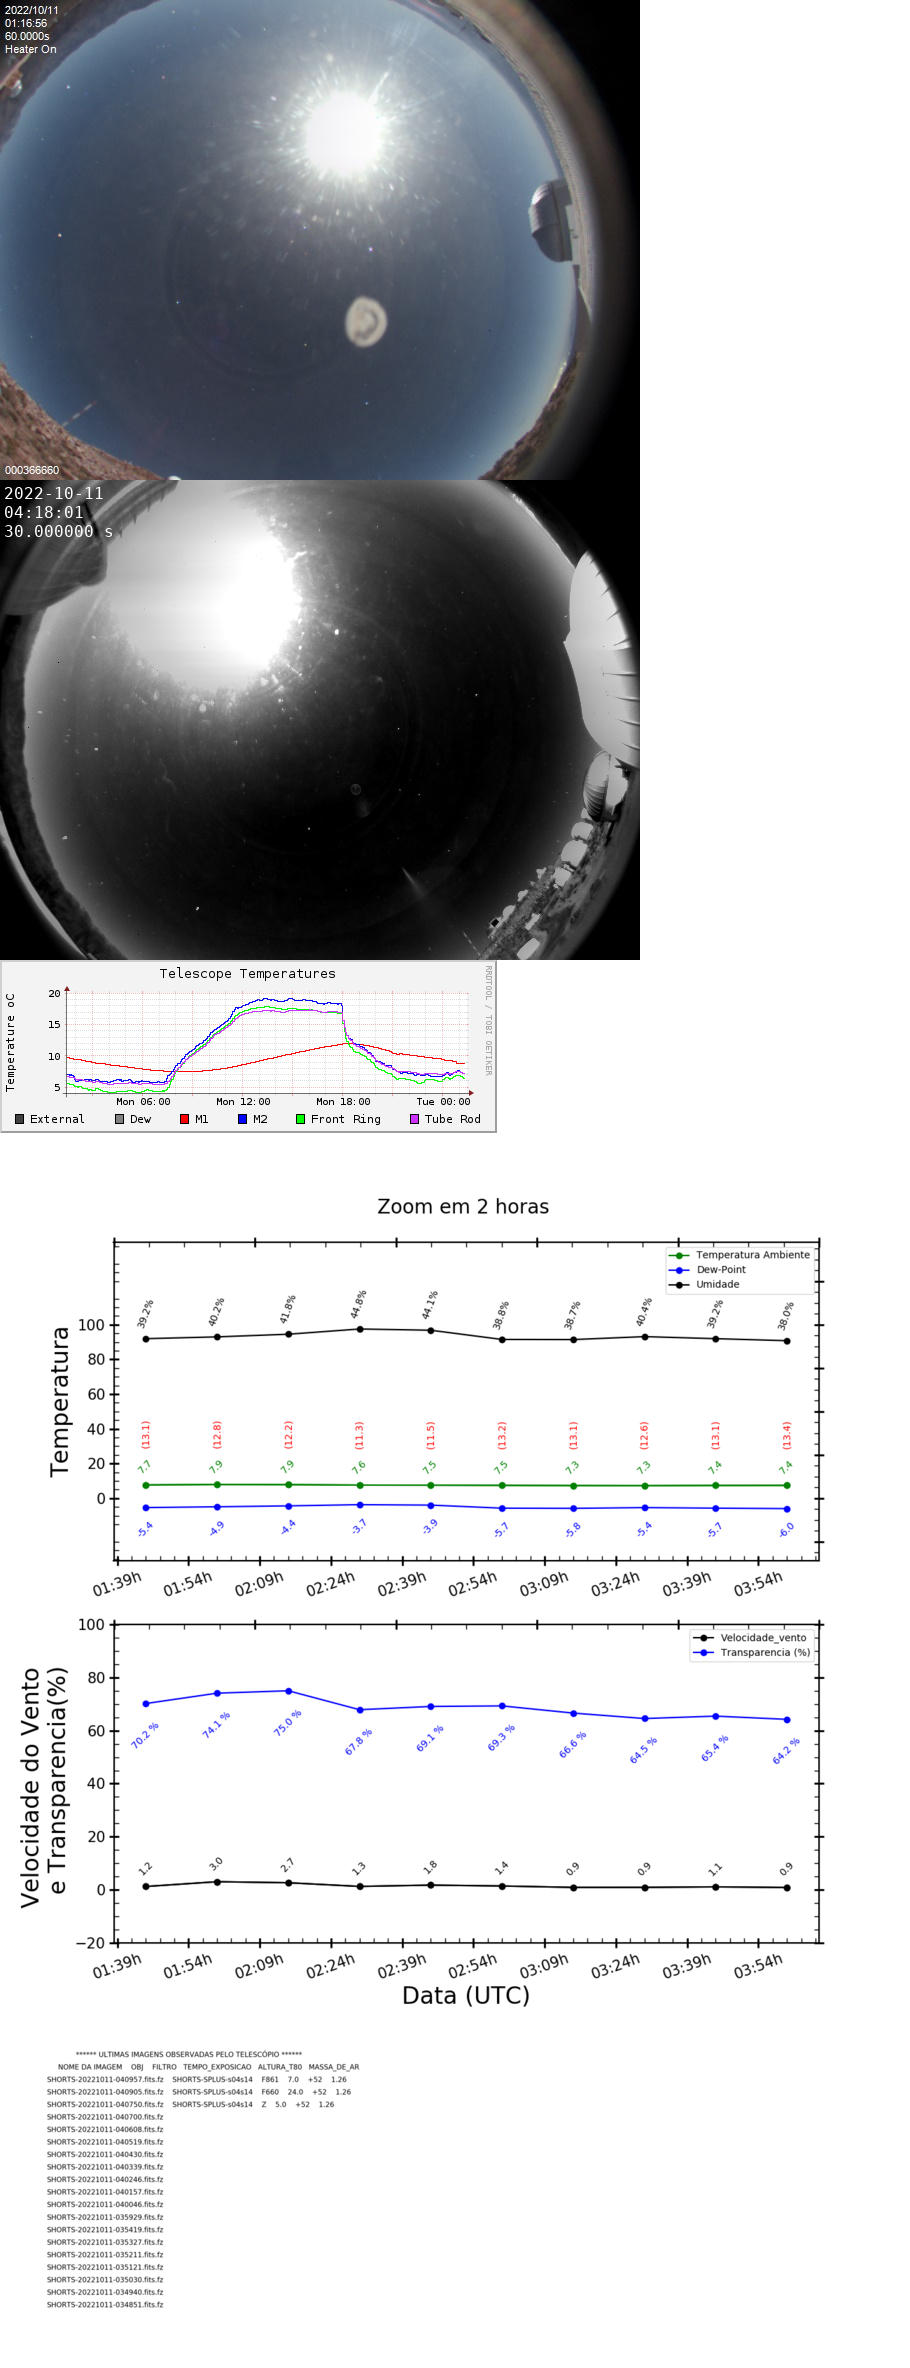 2022/10/11
01:16:56
60.0000s
Heater On
000366660
2022-10-11
04:18:01
30.000000 s
Telescope Temperatures
RRDTOOL / TOBI OETIKER
Temperature oC
20
15
10
5
Mon 06:00 Mon 12:00 Mon 18:00 Tue 00:00
External Dew M1 M2 Front Ring Tube Rod
Zoom em 2 horas
Temperatura Ambiente
Dew-Point
Umidade
39.2% 40.2% 41.8% 44.8% 44.1% 38.8% 38.7% 40.4% 39.2% 38.0%
Temperatura
100
80
60
40
20
0
(13.1) (12.8) (12.2) (11.3) (11.5) (13.2) (13.1) (12.6) (13.1) (13.4)
7.7 7.9 7.9 7.6 7.5 7.5 7.3 7.3 7.4 7.4
-5.4 -4.9 -4.4 -3.7 -3.9 -5.7 -5.8 -5.4 -5.7 -6.0
01:39h 01:54h 02:09h 02:24h 02:39h 02:54h 03:09h 03:24h 03:39h 03:54h
Velocidade_vento
Transparencia (%)
Velocidade do Vento
e Transparencia(%)
100
80
60
40
20
0
−20
70.2 % 74.1 % 75.0 % 67.8 % 69.1 % 69.3 % 66.6 % 64.5 % 65.4 % 64.2 %
1.2 3.0 2.7 1.3 1.8 1.4 0.9 0.9 1.1 0.9
01:39h 01:54h 02:09h 02:24h 02:39h 02:54h 03:09h 03:24h 03:39h 03:54h
Data (UTC)
****** ULTIMAS IMAGENS OBSERVADAS PELO TELESCÓPIO ******
NOME DA IMAGEM OBJ FILTRO TEMPO_EXPOSICAO ALTURA_T80 MASSA_DE_AR
SHORTS-20221011-040957.fits.fz SHORTS-SPLUS-s04s14 F861 7.0 +52 1.26
SHORTS-20221011-040905.fits.fz SHORTS-SPLUS-s04s14 F660 24.0 +52 1.26
SHORTS-20221011-040750.fits.fz SHORTS-SPLUS-s04s14 Z 5.0 +52 1.26
SHORTS-20221011-040700.fits.fz
SHORTS-20221011-040608.fits.fz
SHORTS-20221011-040519.fits.fz
SHORTS-20221011-040430.fits.fz
SHORTS-20221011-040339.fits.fz
SHORTS-20221011-040246.fits.fz
SHORTS-20221011-040157.fits.fz
SHORTS-20221011-040046.fits.fz
SHORTS-20221011-035929.fits.fz
SHORTS-20221011-035419.fits.fz
SHORTS-20221011-035327.fits.fz
SHORTS-20221011-035211.fits.fz
SHORTS-20221011-035121.fits.fz
SHORTS-20221011-035030.fits.fz
SHORTS-20221011-034940.fits.fz
SHORTS-20221011-034851.fits.fz